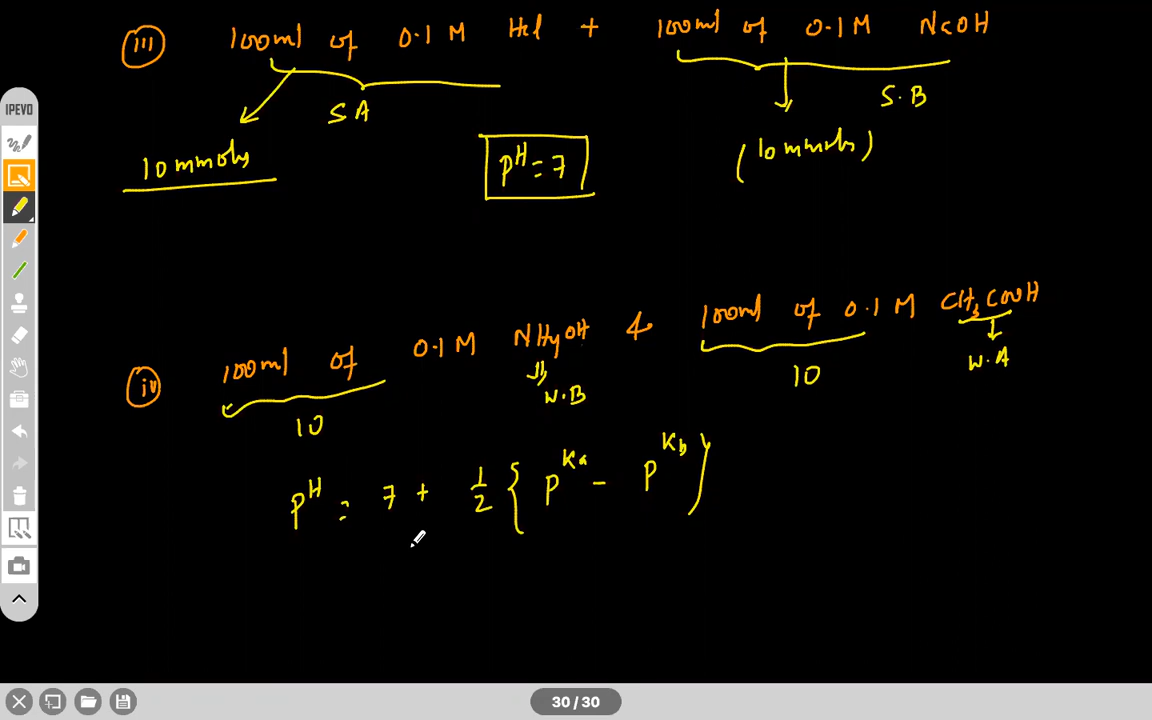 IPEVO
(iii) 100ml of 0.1 M Hcl + 100ml of 0.1 M NaOH
SA
S.B
10 mmols
pH = 7
(10 mmols)
(iv) 100ml of 0.1 M NH4OH & 100ml of 0.1 M CH3COOH
W.B
W.A
10
10
pH = 7 + 1/2 { pKa - pKb }
30 / 30